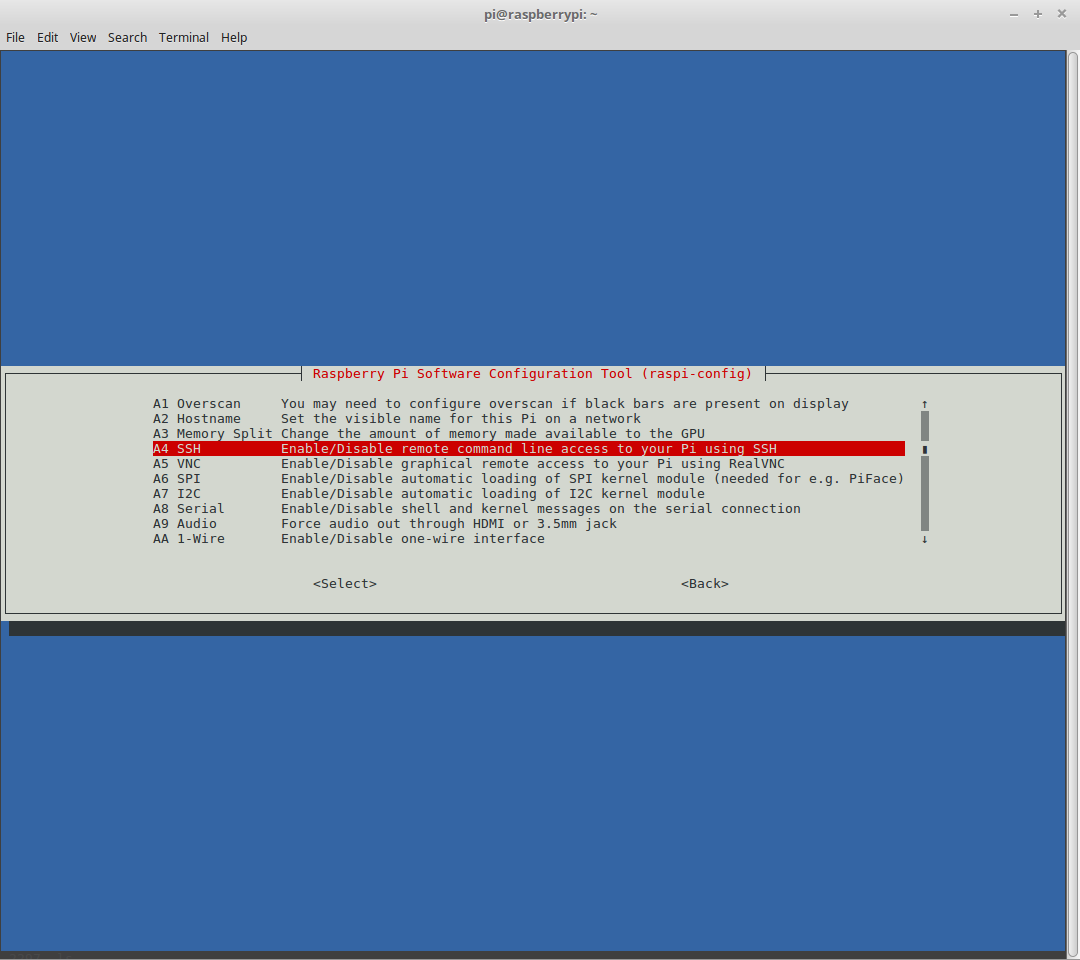 pi@raspberrypi: ~
File Edit View Search Terminal Help
Raspberry Pi Software Configuration Tool (raspi-config)
A1 Overscan You may need to configure overscan if black bars are present on display
A2 Hostname Set the visible name for this Pi on a network
A3 Memory Split Change the amount of memory made available to the GPU
A4 SSH Enable/Disable remote command line access to your Pi using SSH
A5 VNC Enable/Disable graphical remote access to your Pi using RealVNC
A6 SPI Enable/Disable automatic loading of SPI kernel module (needed for e.g. PiFace)
A7 I2C Enable/Disable automatic loading of I2C kernel module
A8 Serial Enable/Disable shell and kernel messages on the serial connection
A9 Audio Force audio out through HDMI or 3.5mm jack
AA 1-Wire Enable/Disable one-wire interface
<Select> <Back>